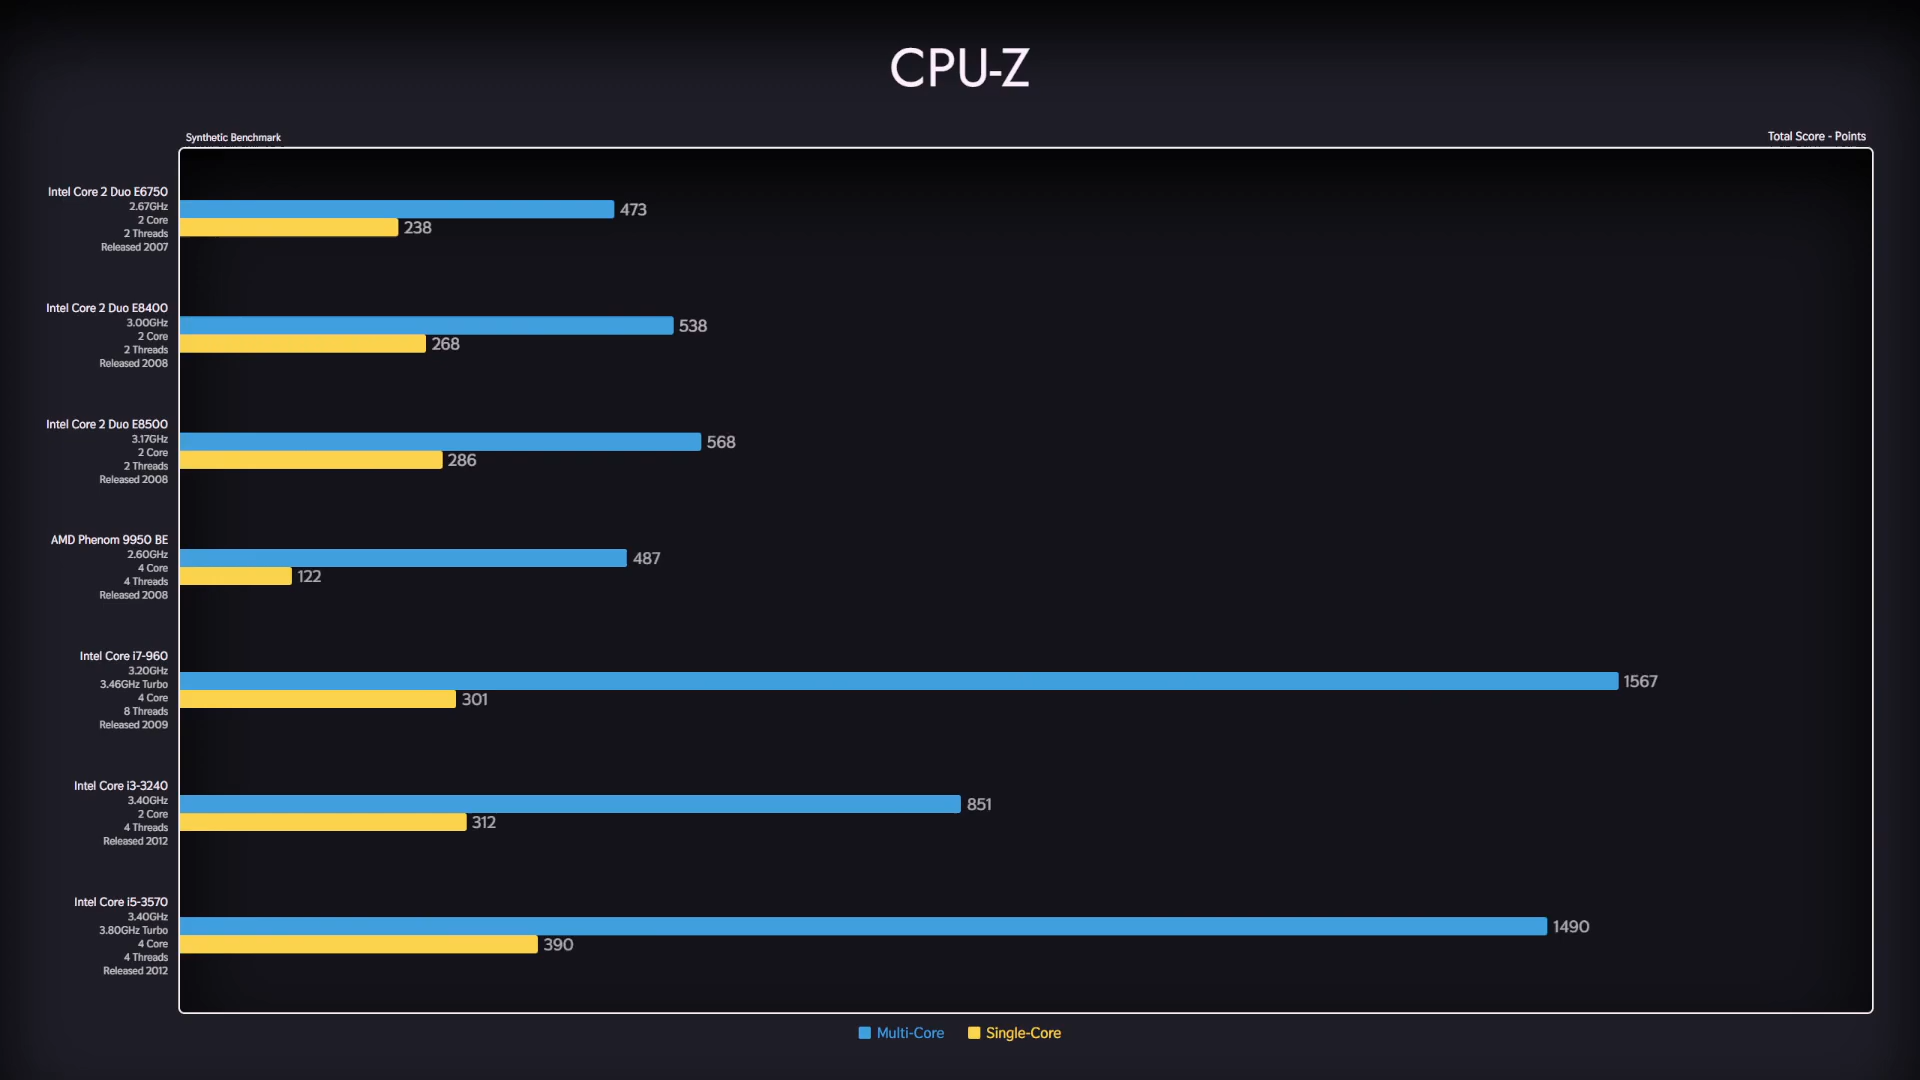 CPU-Z
Synthetic Benchmark
Total Score - Points
Intel Core 2 Duo E6750
2.67GHz
2 Core
2 Threads
Released 2007
473
238
Intel Core 2 Duo E8400
3.00GHz
2 Core
2 Threads
Released 2008
538
268
Intel Core 2 Duo E8500
3.17GHz
2 Core
2 Threads
Released 2008
568
286
AMD Phenom 9950 BE
2.60GHz
4 Core
4 Threads
Released 2008
487
122
Intel Core i7-960
3.20GHz
3.46GHz Turbo
4 Core
8 Threads
Released 2009
1567
301
Intel Core i3-3240
3.40GHz
2 Core
4 Threads
Released 2012
851
312
Intel Core i5-3570
3.40GHz
3.80GHz Turbo
4 Core
4 Threads
Released 2012
1490
390
Multi-Core
Single-Core